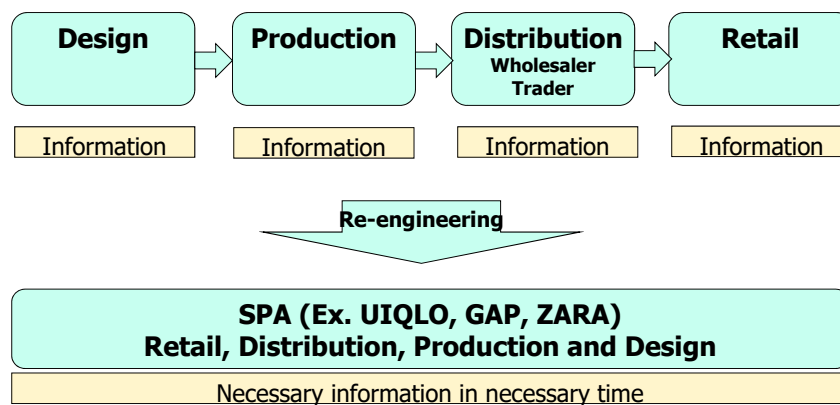 Design
Production
Distribution
Wholesaler
Trader
Retail
Information
Information
Information
Information
Re-engineering
SPA (Ex. UIQLO, GAP, ZARA)
Retail, Distribution, Production and Design
Necessary information in necessary time